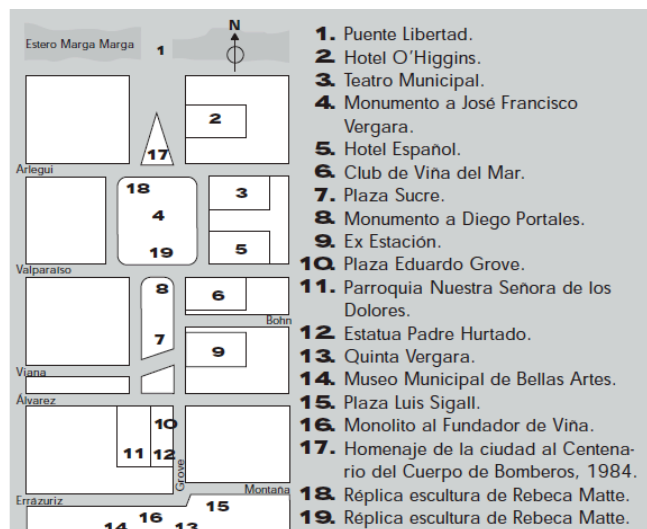 Estero Marga Marga
1
N
2
17
Arlegui
18
3
4
19
5
Valparaíso
8
6
Bohn
7
9
Viana
Álvarez
10
11
12
Grove
Montaña
Errázuriz
15
16
14
13
1. Puente Libertad.
2. Hotel O'Higgins.
3. Teatro Municipal.
4. Monumento a José Francisco
Vergara.
5. Hotel Español.
6. Club de Viña del Mar.
7. Plaza Sucre.
8. Monumento a Diego Portales.
9. Ex Estación.
10. Plaza Eduardo Grove.
11. Parroquia Nuestra Señora de los
Dolores.
12. Estatua Padre Hurtado.
13. Quinta Vergara.
14. Museo Municipal de Bellas Artes.
15. Plaza Luis Sigall.
16. Monolito al Fundador de Viña.
17. Homenaje de la ciudad al Centena-
rio del Cuerpo de Bomberos, 1984.
18. Réplica escultura de Rebeca Matte.
19. Réplica escultura de Rebeca Matte.